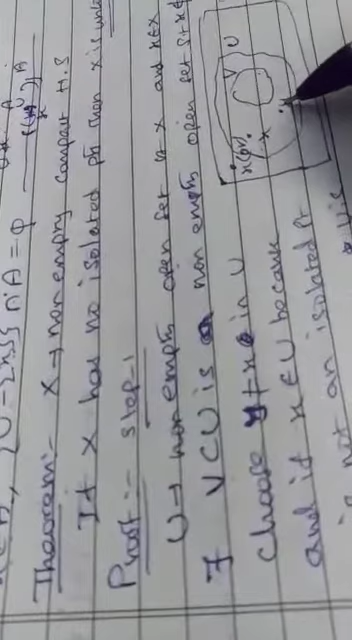 (U-{x}) ∩ A = φ
Theorem:- X → non empty compact H.S
If X has no isolated pt then X is
Proof:- Step-1
U → non empty open set in X and x∈X
∃ V⊂U is non empty open set s.t x∉
Choose y≠x in U
and if x∈U because
is not an isolated pt
V
U
x